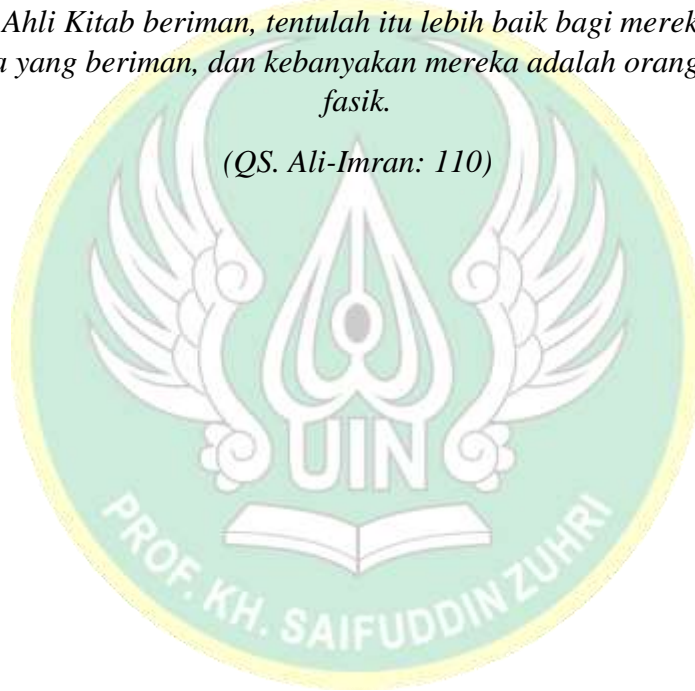 Ahli Kitab beriman, tentulah itu lebih baik bagi
yang beriman, dan kebanyakan mereka adalah orang
fasik.
(QS. Ali-Imran: 110)
UIN
PROF. KH. SAIFUDDIN ZUHRI